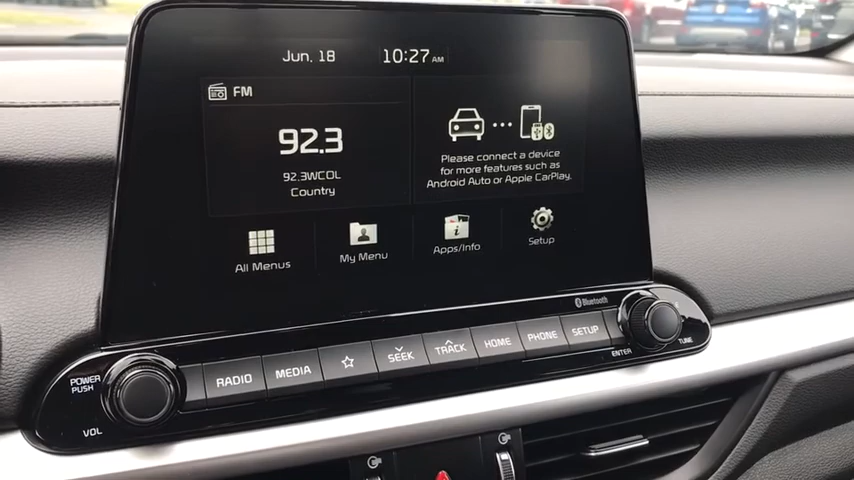 Jun. 18 10:27 AM
FM
92.3
92.3WCOL
Country
Please connect a device
for more features such as
Android Auto or Apple CarPlay.
All Menus
My Menu
Apps/Info
Setup
Bluetooth
POWER
PUSH
VOL
RADIO
MEDIA
SEEK
TRACK
HOME
PHONE
SETUP
ENTER
TUNE